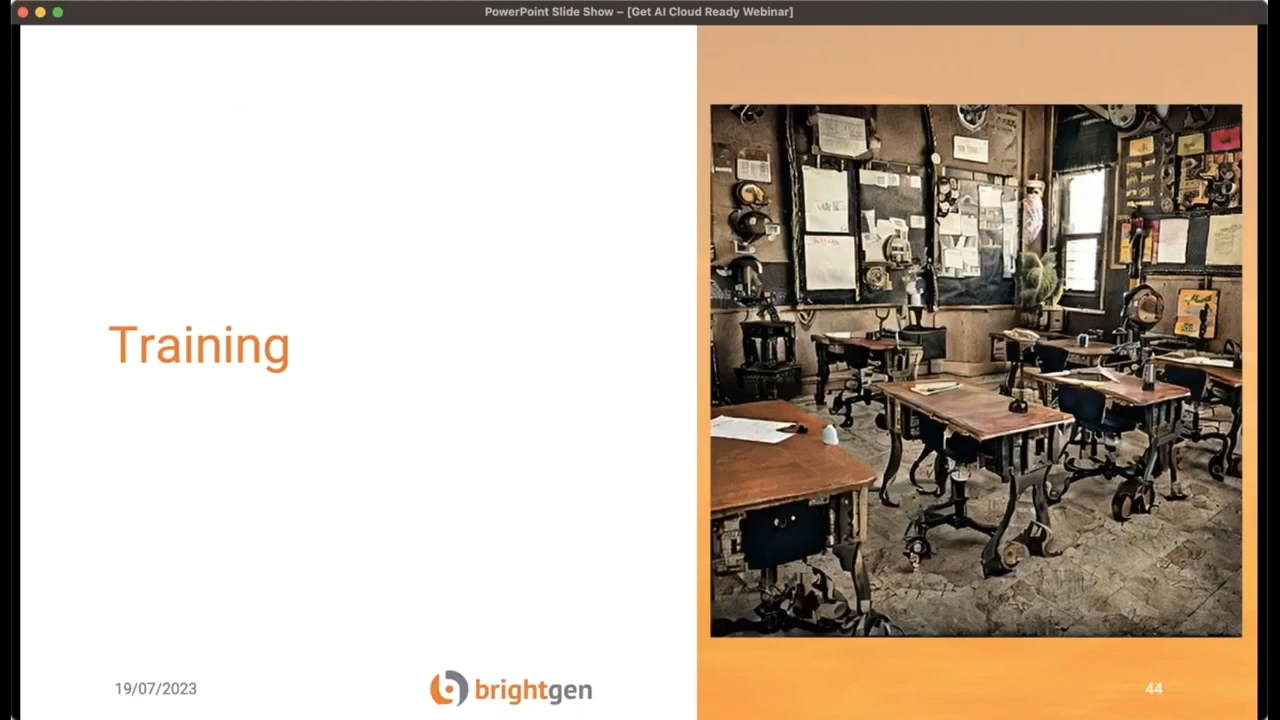 PowerPoint Slide Show – [Get AI Cloud Ready Webinar]
Training
19/07/2023
brightgen
44